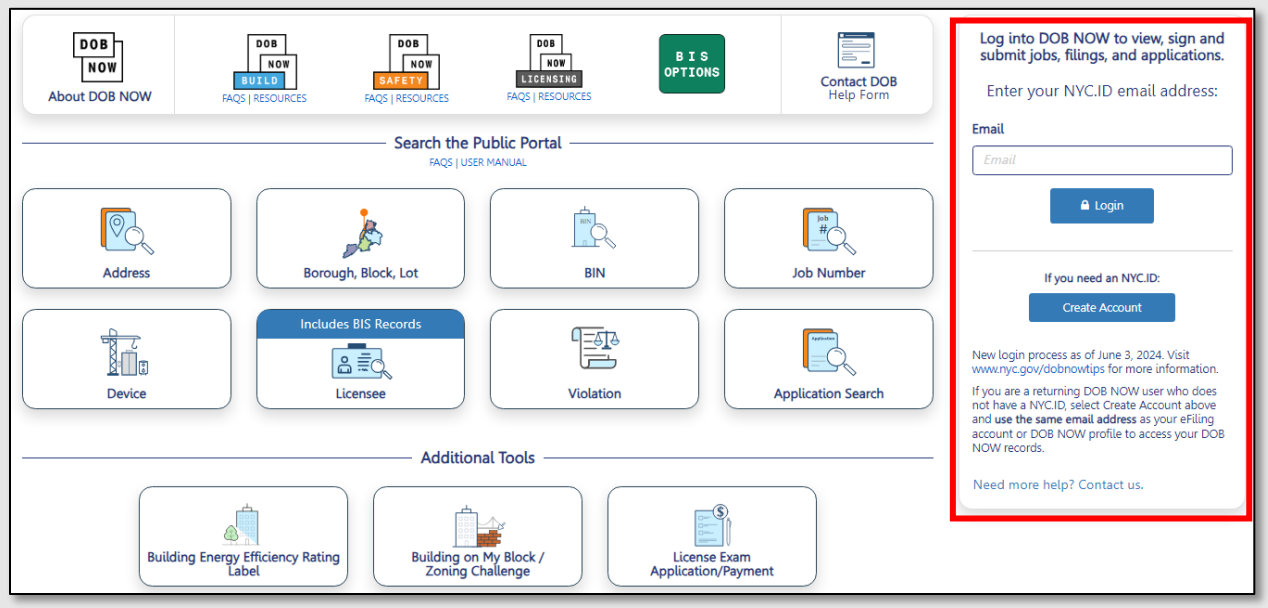 DOB
NOW
About DOB NOW
DOB
NOW
BUILD
FAQS | RESOURCES
DOB
NOW
SAFETY
FAQS | RESOURCES
DOB
NOW
LICENSING
FAQS | RESOURCES
BIS
OPTIONS
Contact DOB
Help Form
Search the Public Portal
FAQS | USER MANUAL
Address
Borough, Block, Lot
BIN
BIN
Job
#
Job Number
Device
Includes BIS Records
Licensee
Violation
Application
Application Search
Additional Tools
Building Energy Efficiency Rating
Label
Building on My Block /
Zoning Challenge
$
License Exam
Application/Payment
Log into DOB NOW to view, sign and
submit jobs, filings, and applications.
Enter your NYC.ID email address:
Email
Email
Login
If you need an NYC.ID:
Create Account
New login process as of June 3, 2024. Visit
www.nyc.gov/dobnowtips for more information.
If you are a returning DOB NOW user who does
not have a NYC.ID, select Create Account above
and use the same email address as your eFiling
account or DOB NOW profile to access your DOB
NOW records.
Need more help? Contact us.